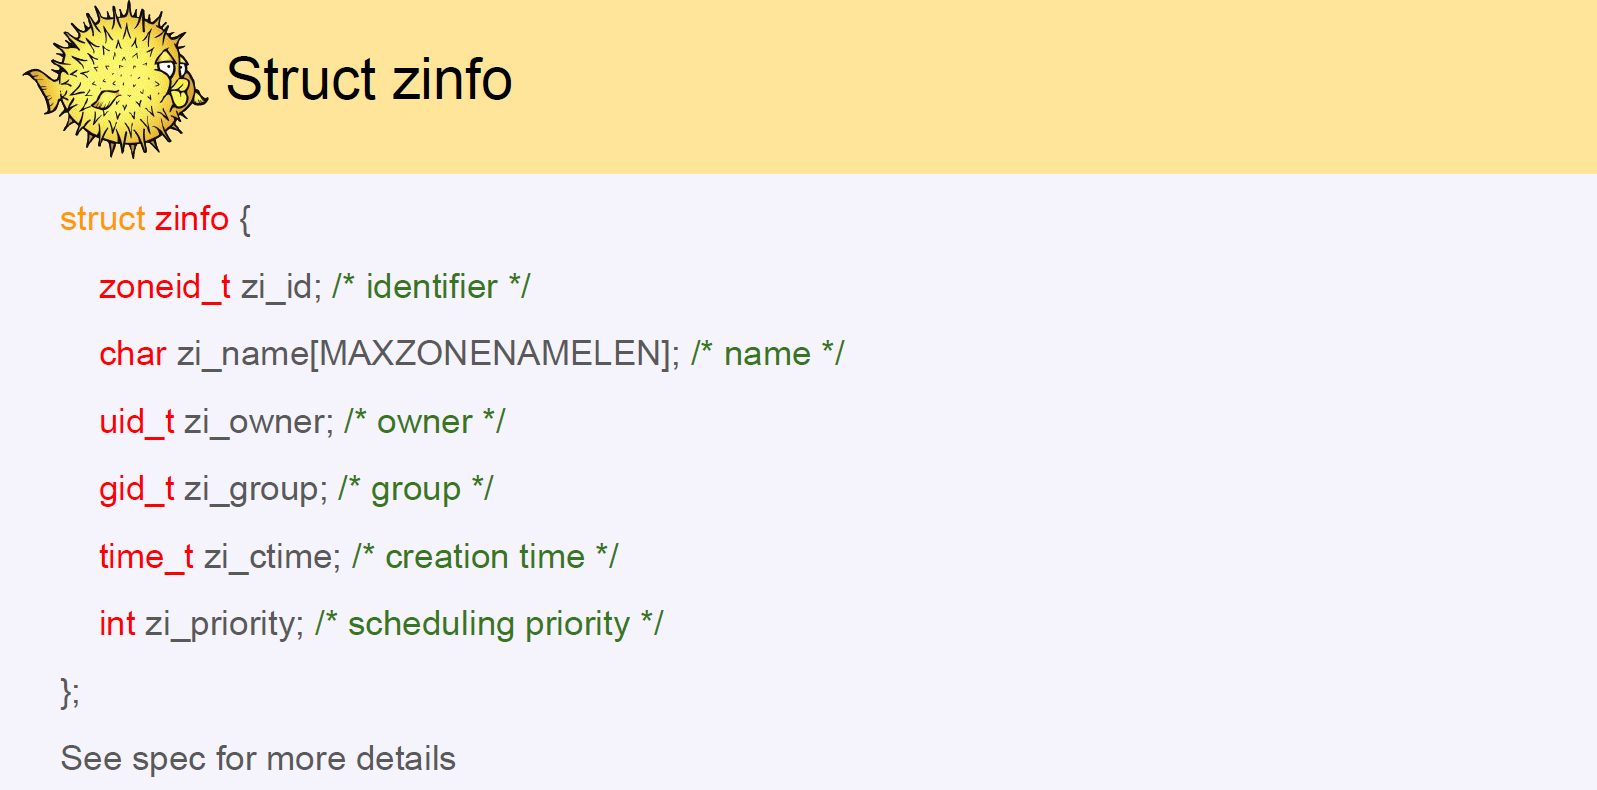 Struct zinfo
struct zinfo {
zoneid_t zi_id; /* identifier */
char zi_name[MAXZONENAMELEN]; /* name */
uid_t zi_owner; /* owner */
gid_t zi_group; /* group */
time_t zi_ctime; /* creation time */
int zi_priority; /* scheduling priority */
};
See spec for more details